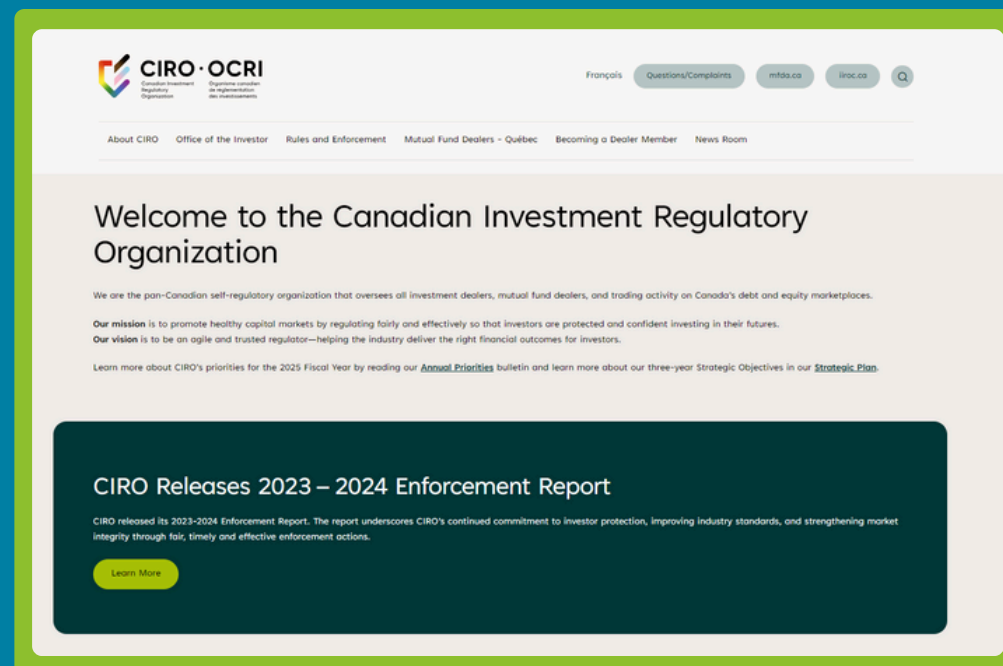 CIRO · OCRI
Canadian Investment
Regulatory
Organization
Organisme canadien
de réglementation
des investissements
Français
Questions/Complaints
mfda.ca
iiroc.ca
About CIRO
Office of the Investor
Rules and Enforcement
Mutual Fund Dealers - Québec
Becoming a Dealer Member
News Room
Welcome to the Canadian Investment Regulatory
Organization
We are the pan-Canadian self-regulatory organization that oversees all investment dealers, mutual fund dealers, and trading activity on Canada's debt and equity marketplaces.
Our mission is to promote healthy capital markets by regulating fairly and effectively so that investors are protected and confident investing in their futures.
Our vision is to be an agile and trusted regulator—helping the industry deliver the right financial outcomes for investors.
Learn more about CIRO's priorities for the 2025 Fiscal Year by reading our Annual Priorities bulletin and learn more about our three-year Strategic Objectives in our Strategic Plan.
CIRO Releases 2023 – 2024 Enforcement Report
CIRO released its 2023-2024 Enforcement Report. The report underscores CIRO's continued commitment to investor protection, improving industry standards, and strengthening market
integrity through fair, timely and effective enforcement actions.
Learn More